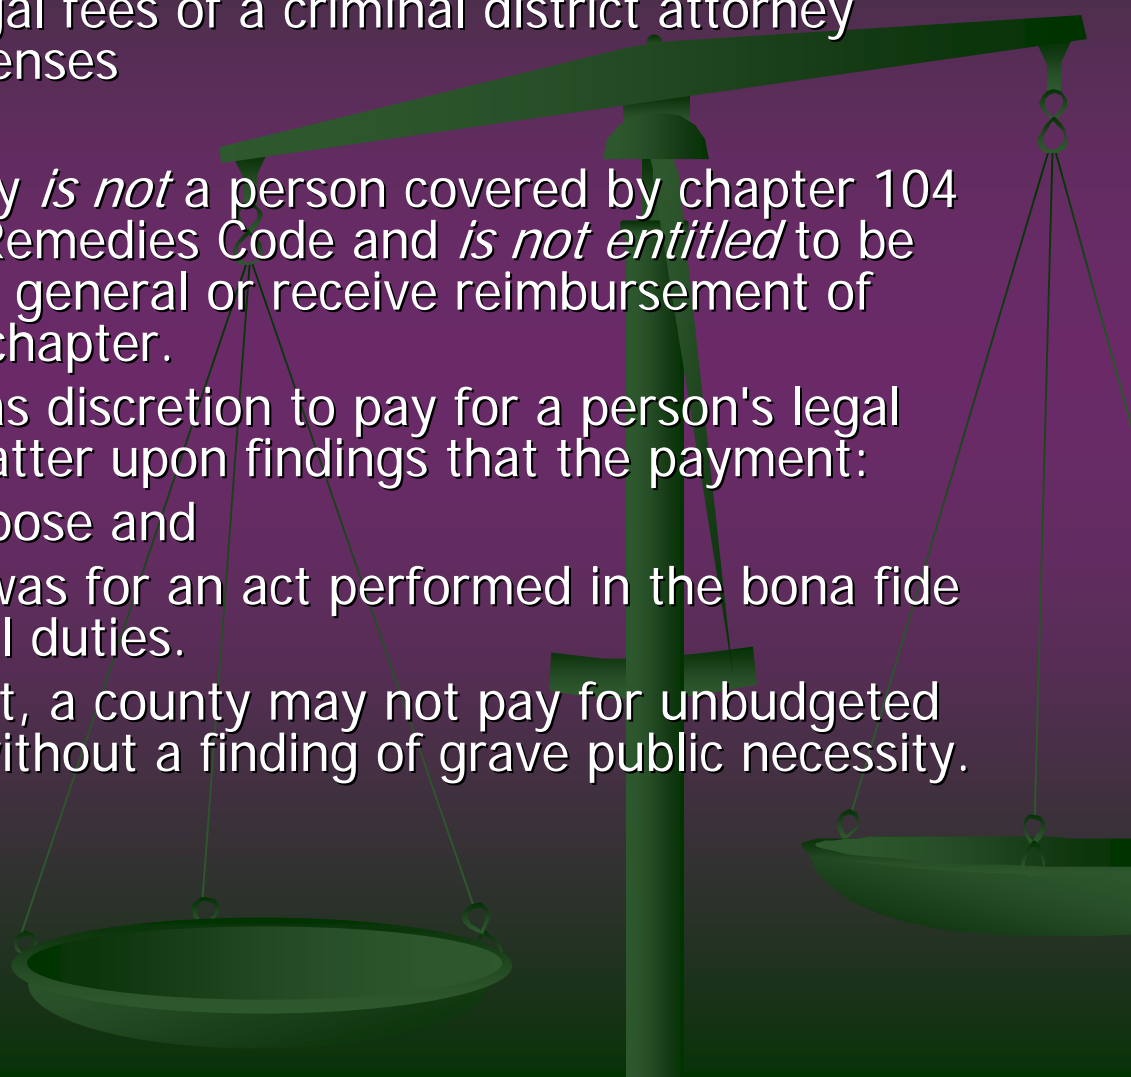 gal fees of a criminal district attorney
enses
y is not a person covered by chapter 104
Remedies Code and is not entitled to be
general or receive reimbursement of
chapter.
as discretion to pay for a person's legal
atter upon findings that the payment:
pose and
was for an act performed in the bona fide
l duties.
t, a county may not pay for unbudgeted
without a finding of grave public necessity.